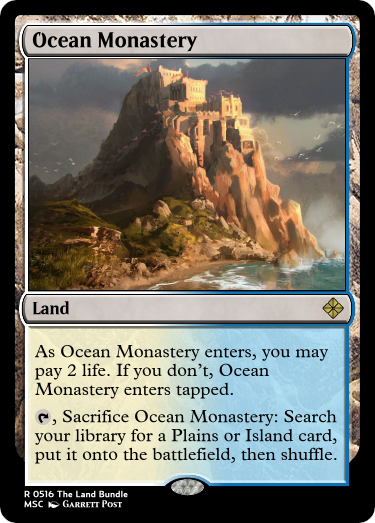 Ocean Monastery
Land
As Ocean Monastery enters, you may
pay 2 life. If you don't, Ocean
Monastery enters tapped.
, Sacrifice Ocean Monastery: Search
your library for a Plains or Island card,
put it onto the battlefield, then shuffle.
R 0516 The Land Bundle
MSC Garrett Post